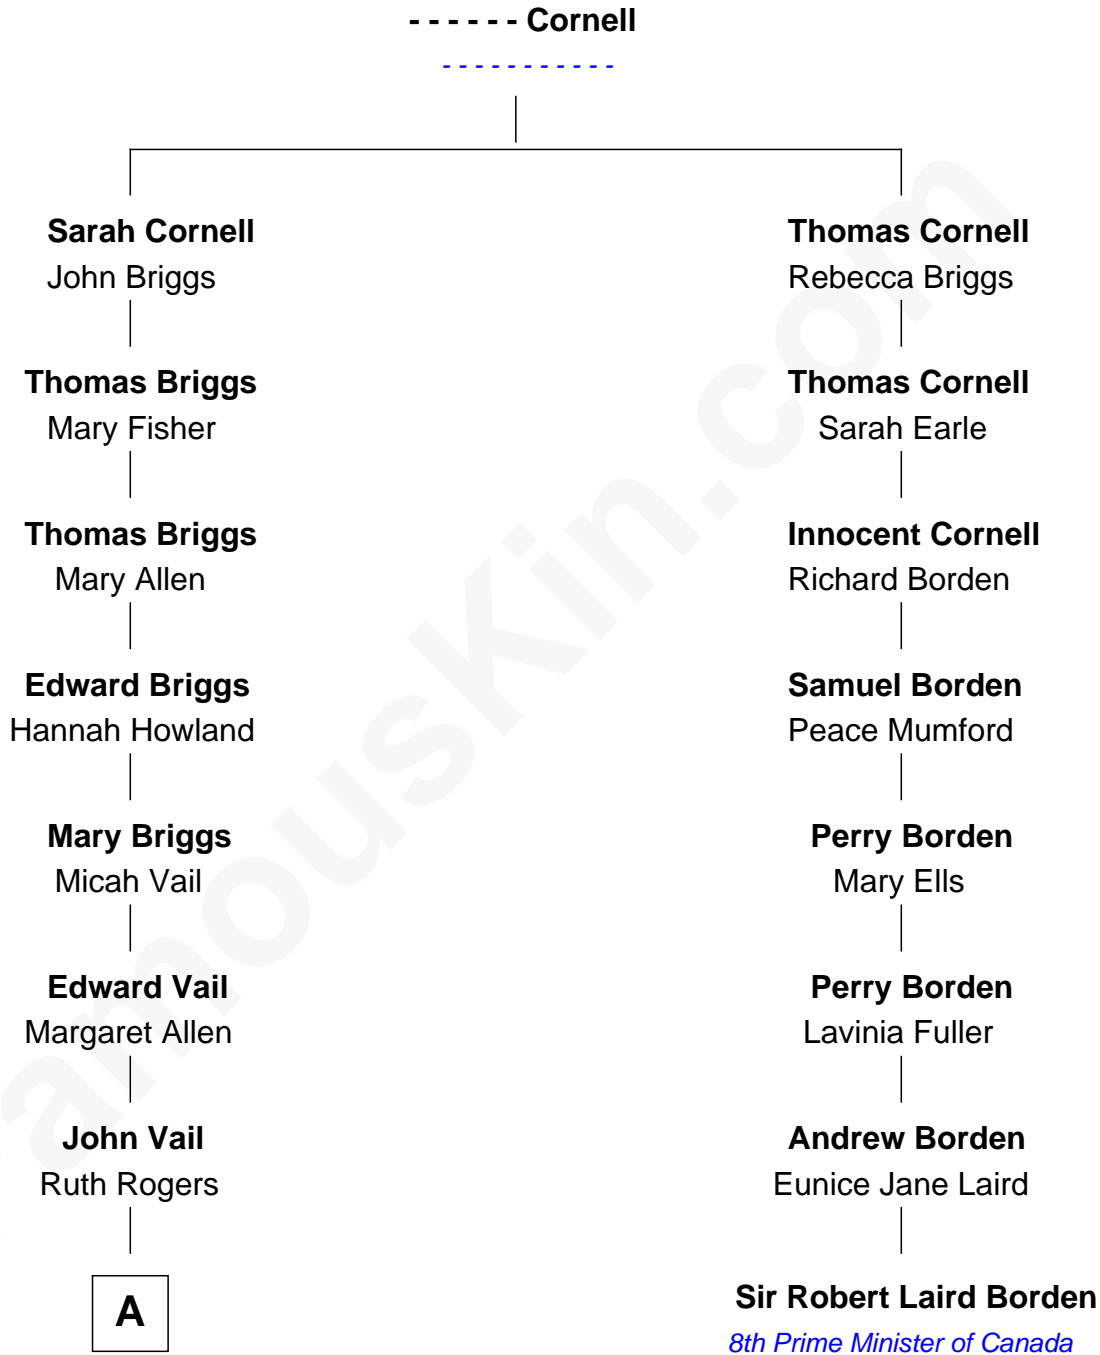 - - - - - - Cornell
- - - - - - - - - - -
Sarah Cornell
John Briggs
Thomas Cornell
Rebecca Briggs
Thomas Briggs
Mary Fisher
Thomas Cornell
Sarah Earle
Thomas Briggs
Mary Allen
Innocent Cornell
Richard Borden
Edward Briggs
Hannah Howland
Samuel Borden
Peace Mumford
Mary Briggs
Micah Vail
Perry Borden
Mary Ells
Edward Vail
Margaret Allen
Perry Borden
Lavinia Fuller
John Vail
Ruth Rogers
Andrew Borden
Eunice Jane Laird
A
Sir Robert Laird Borden
8th Prime Minister of Canada
famouskin.com